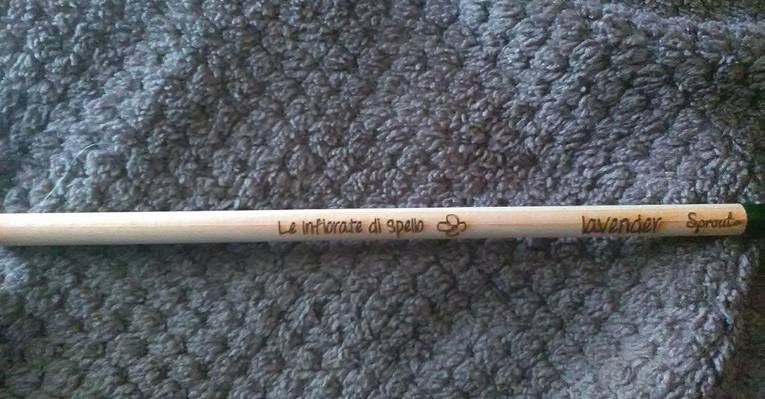 Le Infiorate di Spello lavender Sprout